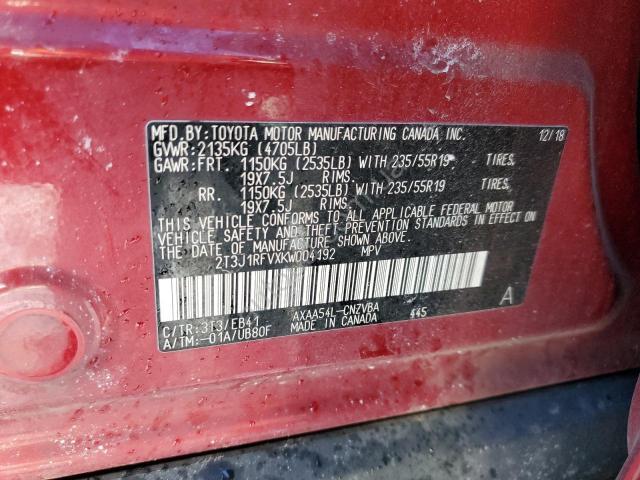 MFD.BY:TOYOTA MOTOR MANUFACTURING CANADA INC. 12/18
GVWR:2135KG (4705LB)
GAWR:FRT. 1150KG (2535LB) WITH 235/55R19
19X7.5J RIMS.
RR. 1150KG (2535LB) WITH 235/55R19
19X7.5J RIMS.
THIS VEHICLE CONFORMS TO ALL APPLICABLE FEDERAL MOTOR
VEHICLE SAFETY AND THEFT PREVENTION STANDARDS IN EFFECT ON
THE DATE OF MANUFACTURE SHOWN ABOVE.
2T3J1RFVXKW004192 MPV
C/TR:3T3/EB41 AXAA54L-CNZVBA 445 A
A/TM:-01A/UB80F MADE IN CANADA